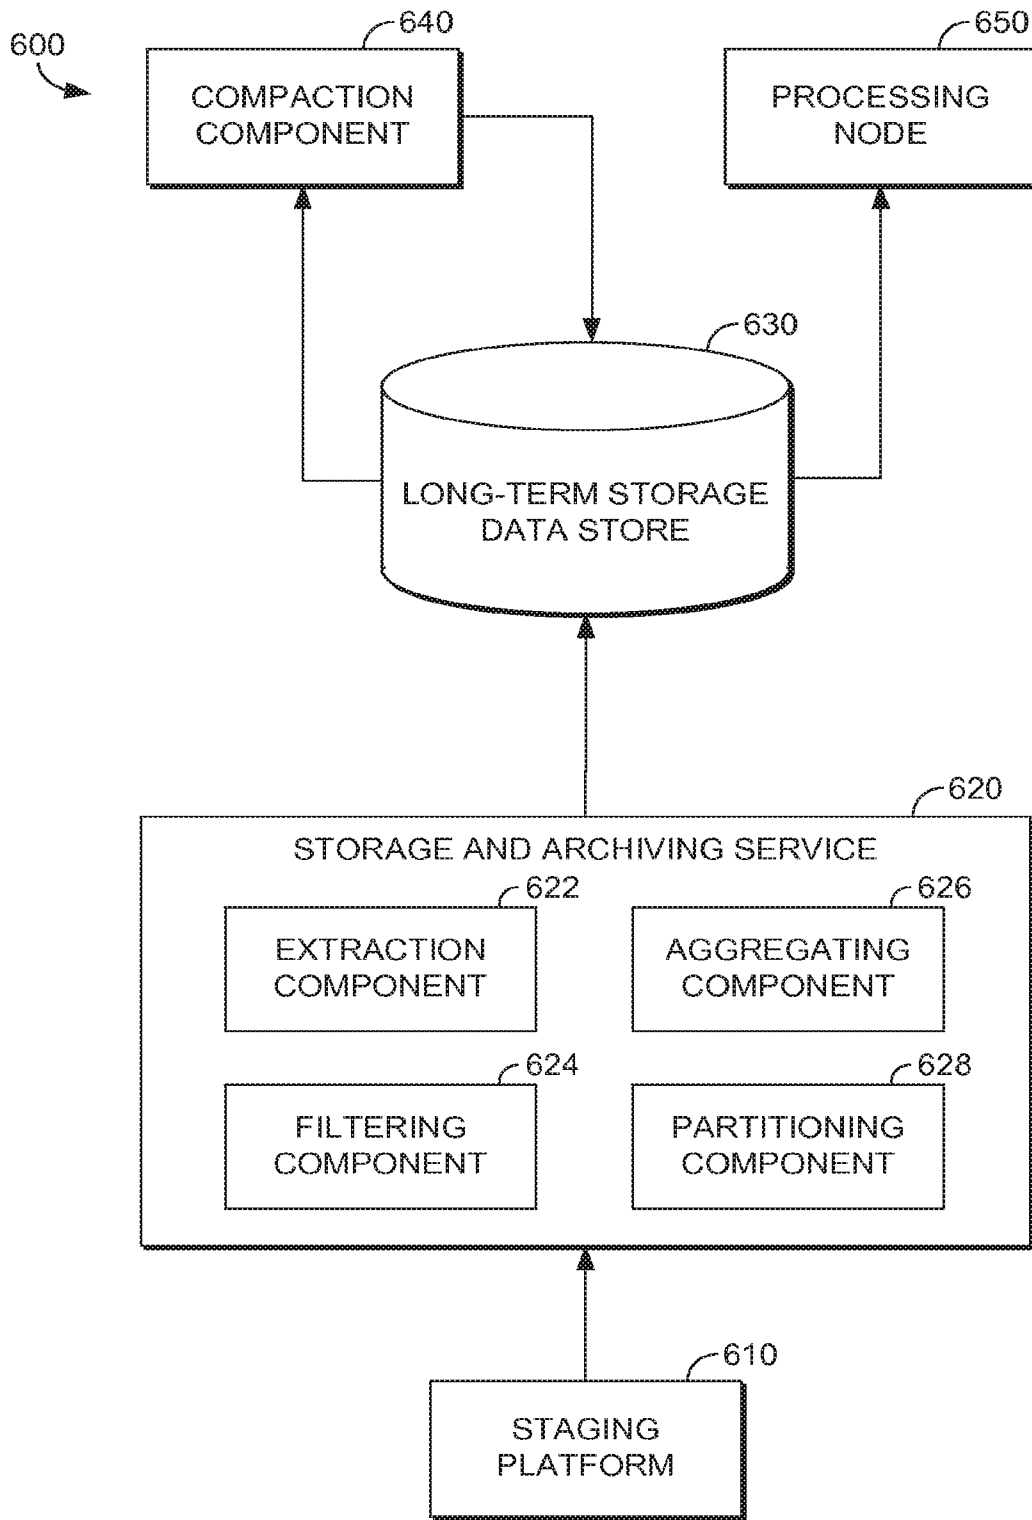 600
640
650
COMPACTION
COMPONENT
PROCESSING
NODE
630
LONG-TERM STORAGE
DATA STORE
620
STORAGE AND ARCHIVING SERVICE
622
626
EXTRACTION
COMPONENT
AGGREGATING
COMPONENT
624
628
FILTERING
COMPONENT
PARTITIONING
COMPONENT
610
STAGING
PLATFORM